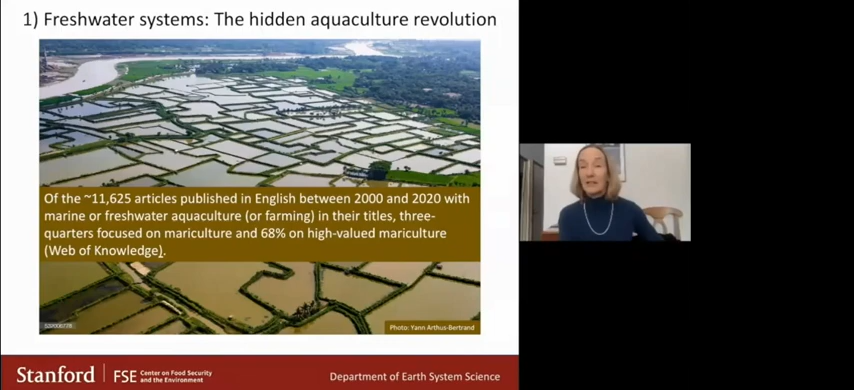 1) Freshwater systems: The hidden aquaculture revolution
Of the ~11,625 articles published in English between 2000 and 2020 with
marine or freshwater aquaculture (or farming) in their titles, three-
quarters focused on mariculture and 68% on high-valued mariculture
(Web of Knowledge).
Photo: Yann Arthus-Bertrand
Stanford
FSE
Center on Food Security
and the Environment
Department of Earth System Science